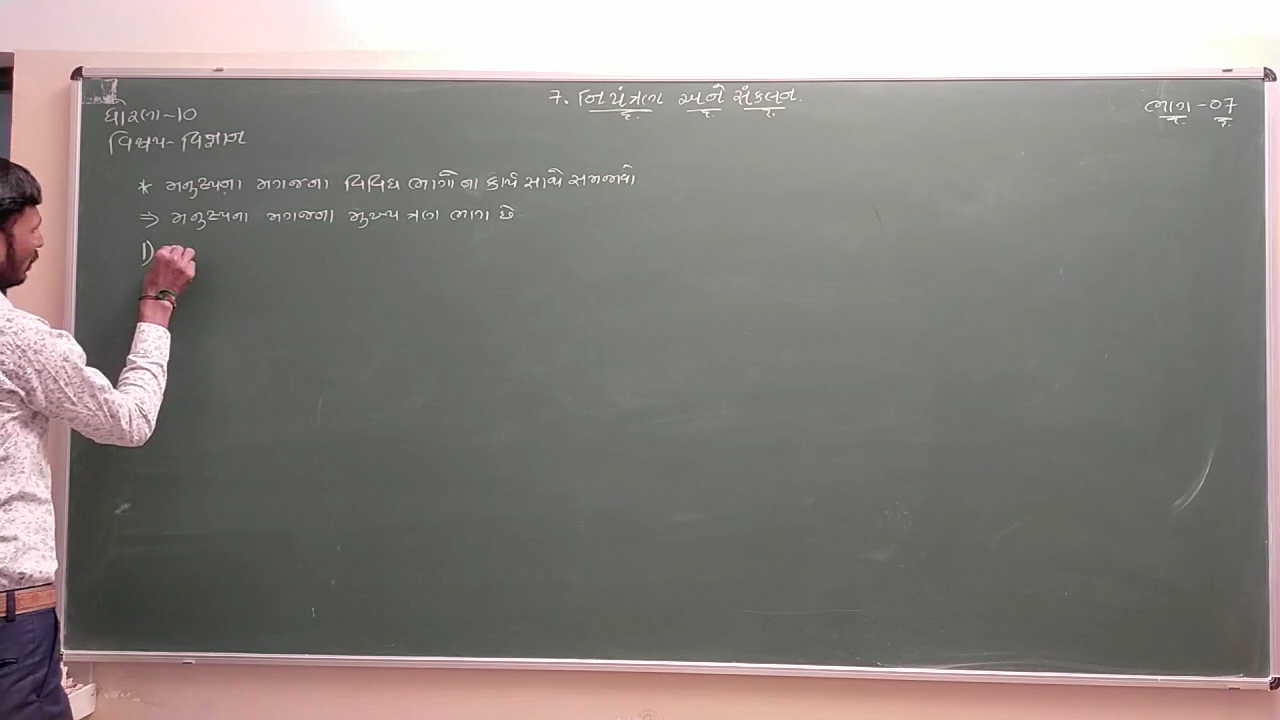 7. નિયંત્રણ અને સંકલન.
ભાગ - 07
ધોરણ - 10
વિષય - વિજ્ઞાન
* મનુષ્યના મગજના વિવિધ ભાગોના કાર્ય સાથે સમજાવો.
⇒ મનુષ્યના મગજના મુખ્ય ત્રણ ભાગ છે
1)